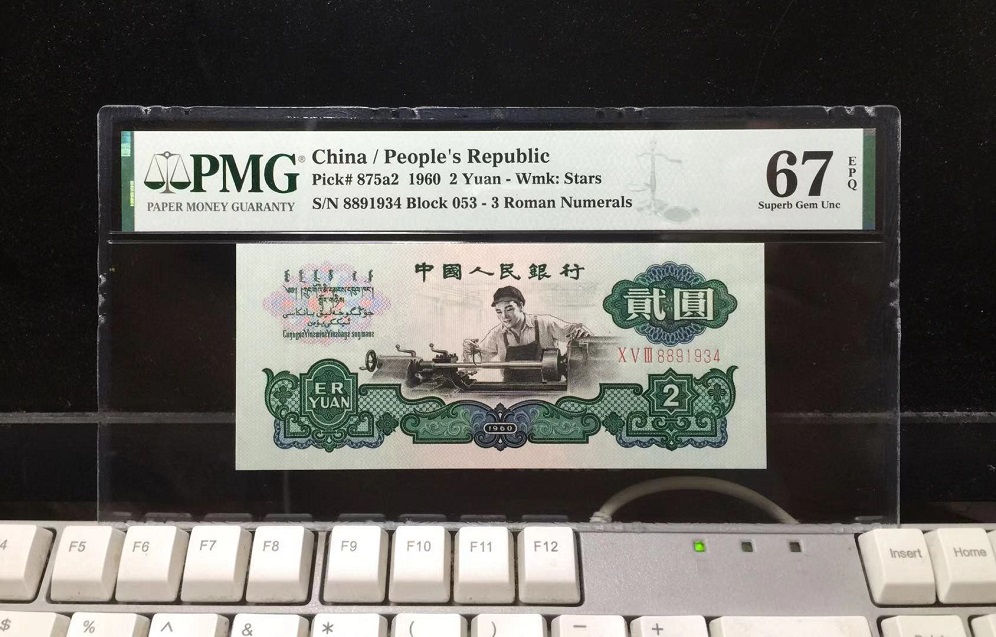 PMG®
PAPER MONEY GUARANTY
China / People's Republic
Pick# 875a2 1960 2 Yuan - Wmk: Stars
S/N 8891934 Block 053 - 3 Roman Numerals
67
EPQ
Superb Gem Unc
中國人民銀行
貳圓
XVIII 8891934
ER
YUAN
2
1960
F5
F6
F7
F8
F9
F10
F11
F12
Insert
Home
4
$
%
^
&
*
(
)
−
+